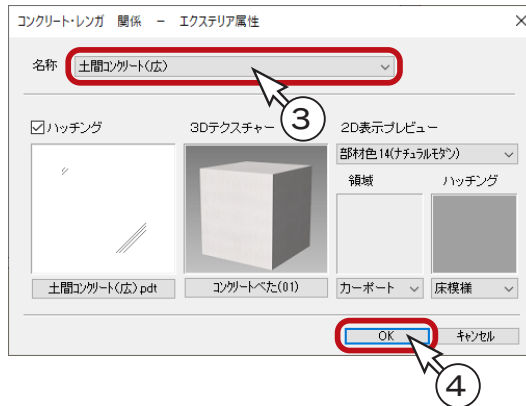 コンクリート・レンガ 関係 － エクステリア属性
名称 土間コンクリート（広）
③
ハッチング 3Dテクスチャー 2D表示プレビュー
部材色14(ナチュラルモダン)
領域 ハッチング
土間コンクリート（広）.pdt コンクリートべた(01) カーポート 床模様
OK キャンセル
④